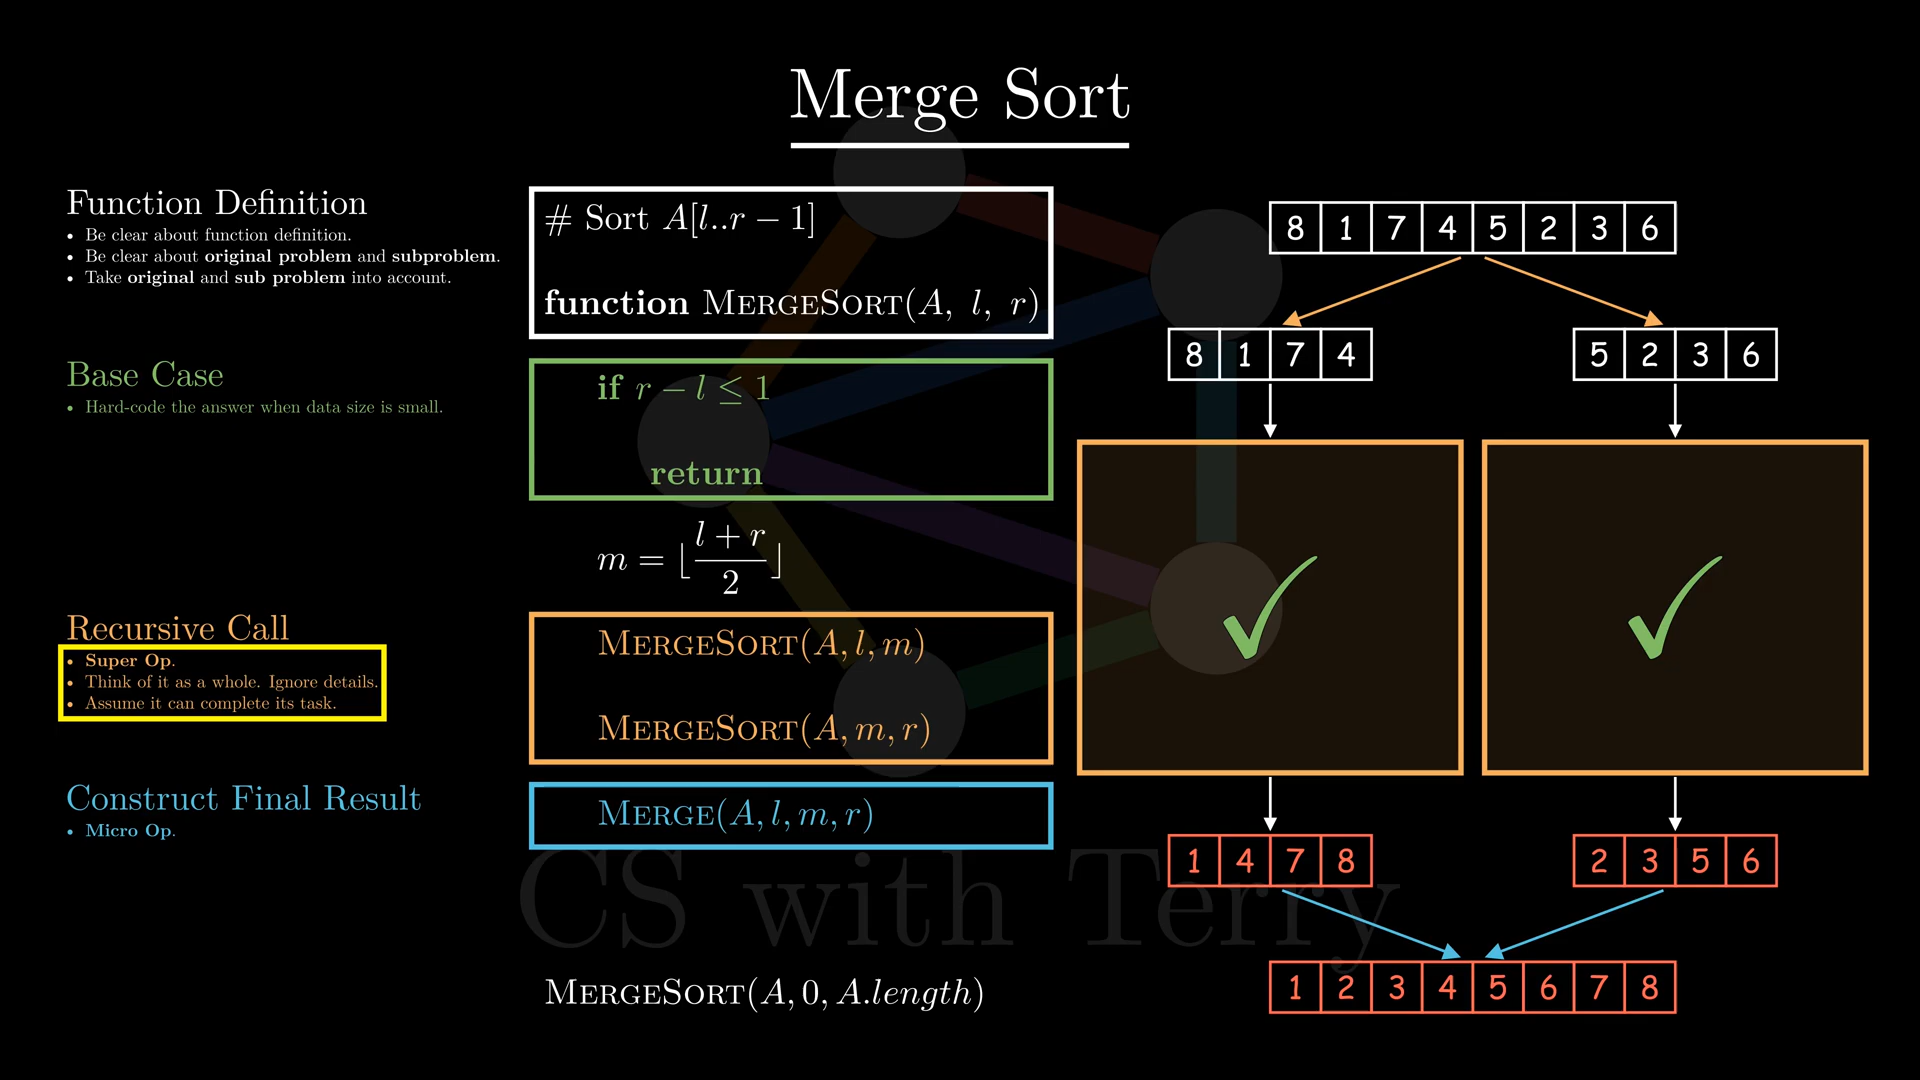 Merge Sort
Function Definition
• Be clear about function definition.
• Be clear about original problem and subproblem.
• Take original and sub problem into account.
Base Case
• Hard-code the answer when data size is small.
Recursive Call
• Super Op.
• Think of it as a whole. Ignore details.
• Assume it can complete its task.
Construct Final Result
• Micro Op.
# Sort A[l..r − 1]
function MERGESORT(A, l, r)
if r − l ≤ 1
return
m = ⌊(l + r)/2⌋
MERGESORT(A, l, m)
MERGESORT(A, m, r)
MERGE(A, l, m, r)
MERGESORT(A, 0, A.length)
8 1 7 4 5 2 3 6
8 1 7 4
5 2 3 6
1 4 7 8
2 3 5 6
1 2 3 4 5 6 7 8
CS with Terry